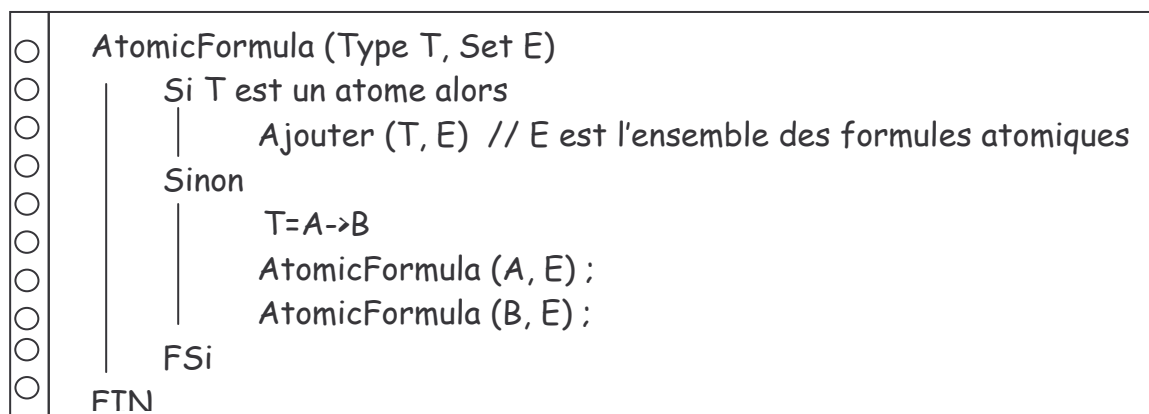 AtomicFormula (Type T, Set E)
Si T est un atome alors
Ajouter (T, E) // E est l'ensemble des formules atomiques
Sinon
T=A->B
AtomicFormula (A, E) ;
AtomicFormula (B, E) ;
FSi
FIN